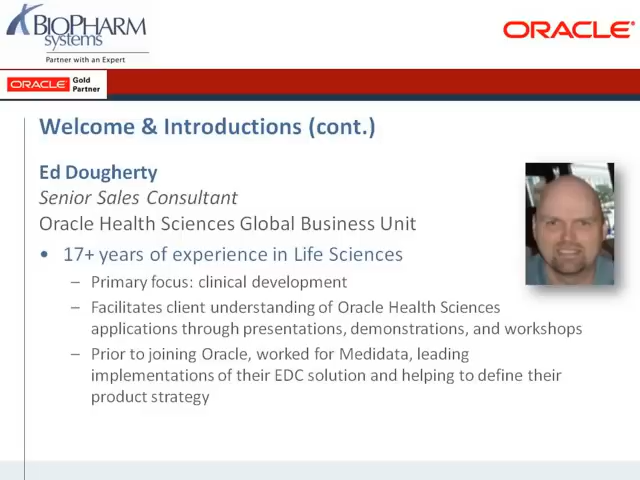 BIOPHARM
systems
Partner with an Expert
ORACLE
ORACLE Gold
Partner
Welcome & Introductions (cont.)
Ed Dougherty
Senior Sales Consultant
Oracle Health Sciences Global Business Unit
• 17+ years of experience in Life Sciences
– Primary focus: clinical development
– Facilitates client understanding of Oracle Health Sciences
applications through presentations, demonstrations, and workshops
– Prior to joining Oracle, worked for Medidata, leading
implementations of their EDC solution and helping to define their
product strategy